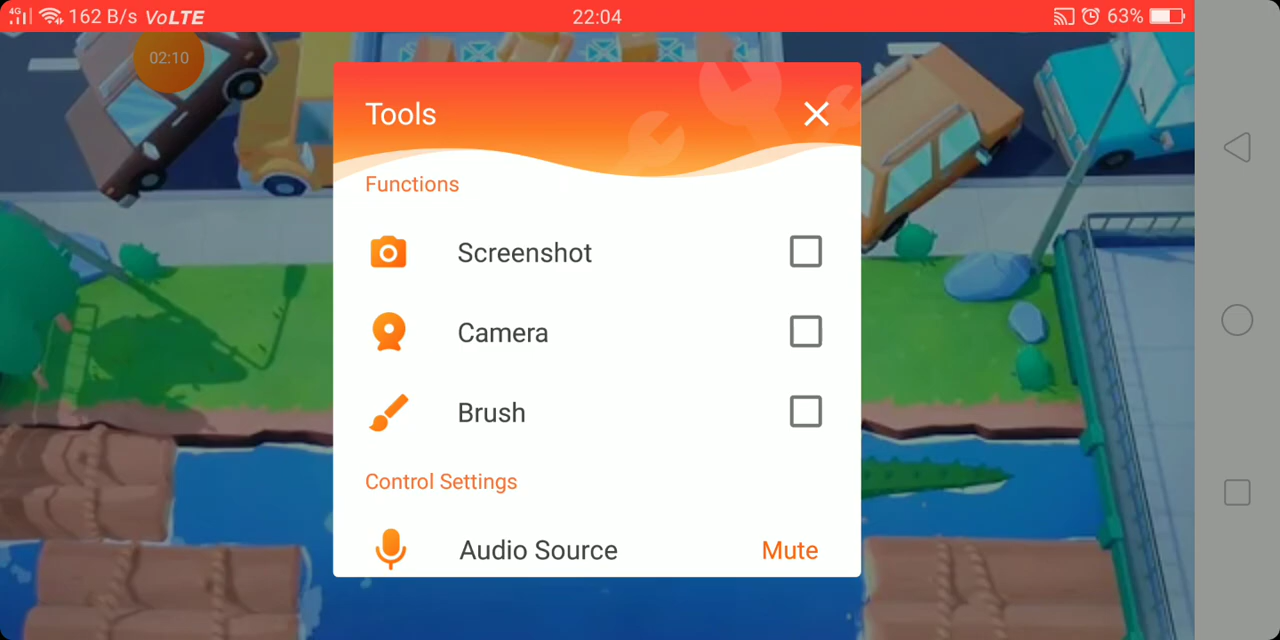 4G 162 B/s VoLTE 22:04 63%
02:10
Tools
Functions
Screenshot
Camera
Brush
Control Settings
Audio Source Mute